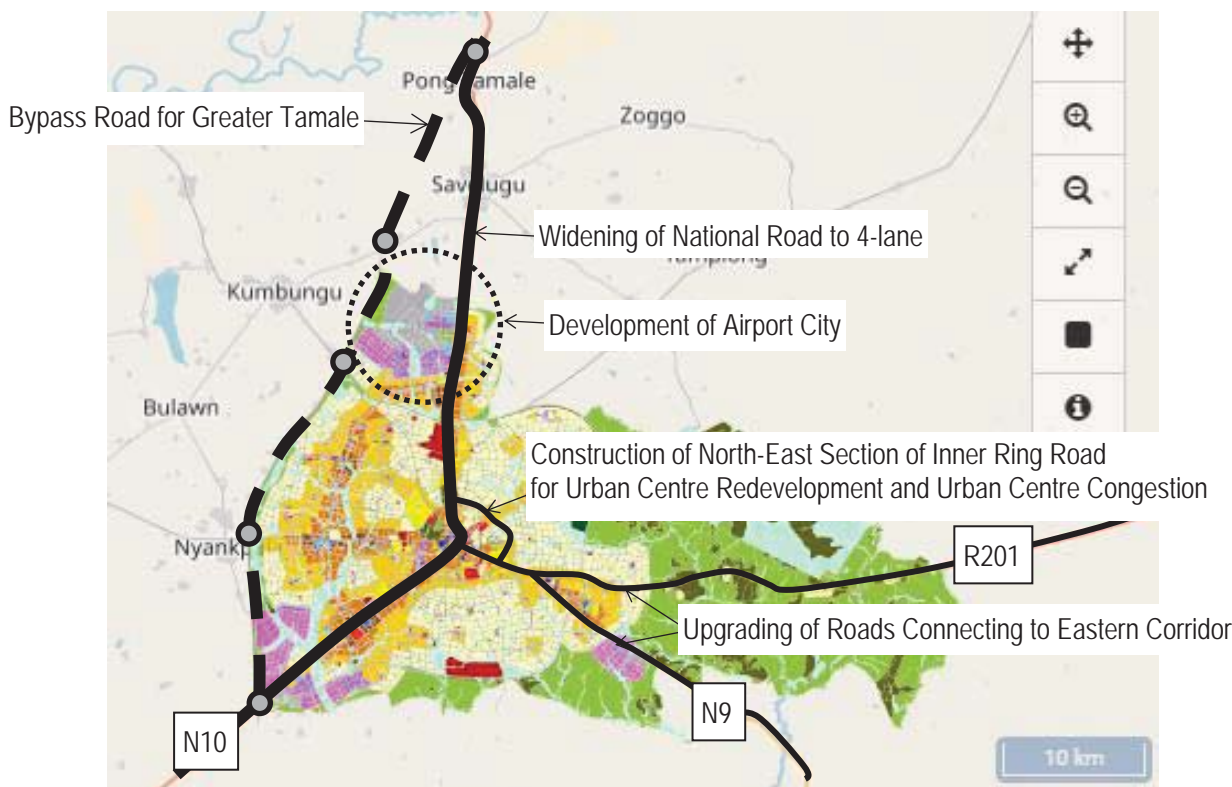 Bypass Road for Greater Tamale
Zoggo
Widening of National Road to 4-lane
Kumbungu
Development of Airport City
Bulawn
Construction of North-East Section of Inner Ring Road
for Urban Centre Redevelopment and Urban Centre Congestion
R201
Upgrading of Roads Connecting to Eastern Corridor
N9
N10
10 km